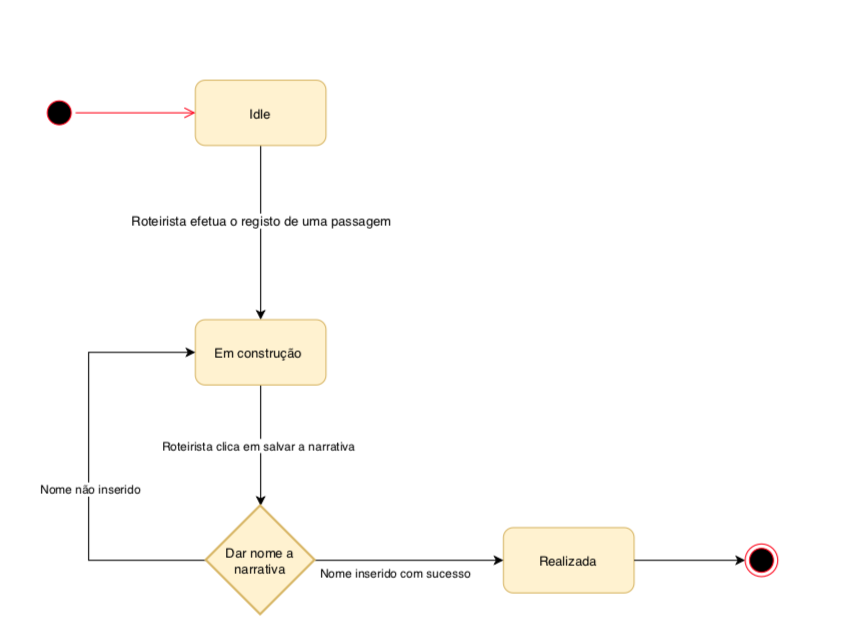 Idle
Roteirista efetua o registo de uma passagem
Em construção
Roteirista clica em salvar a narrativa
Nome não inserido
Dar nome a
narrativa
Nome inserido com sucesso
Realizada